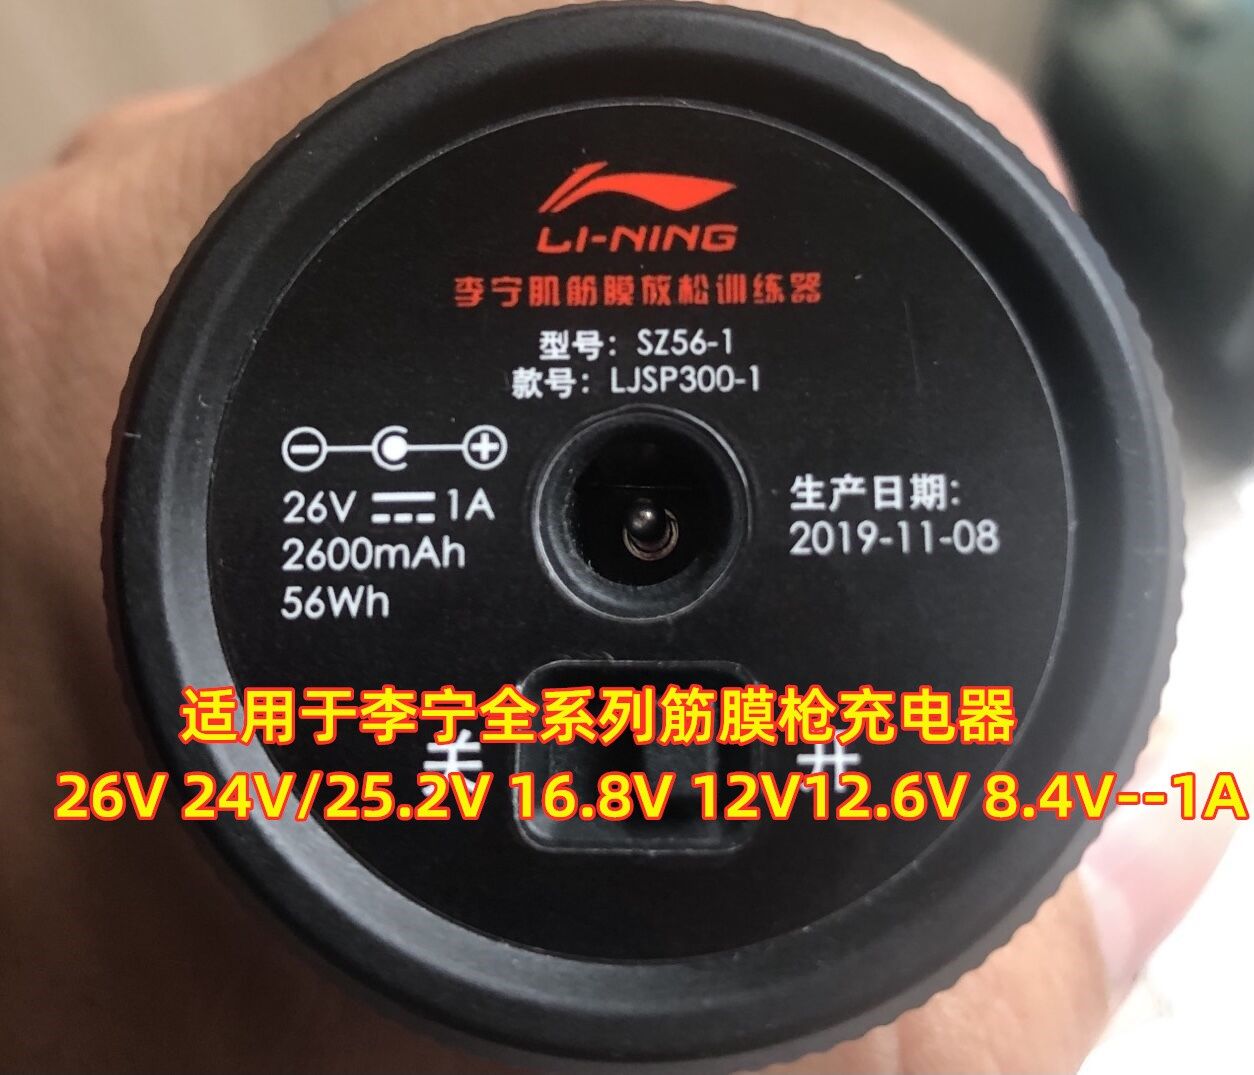 LI-NING
李宁肌筋膜放松训练器
型号：SZ56-1
款号：LJSP300-1
26V ⎓ 1A
2600mAh
56Wh
生产日期：
2019-11-08
适用于李宁全系列筋膜枪充电器
关 开
26V 24V/25.2V 16.8V 12V12.6V 8.4V--1A